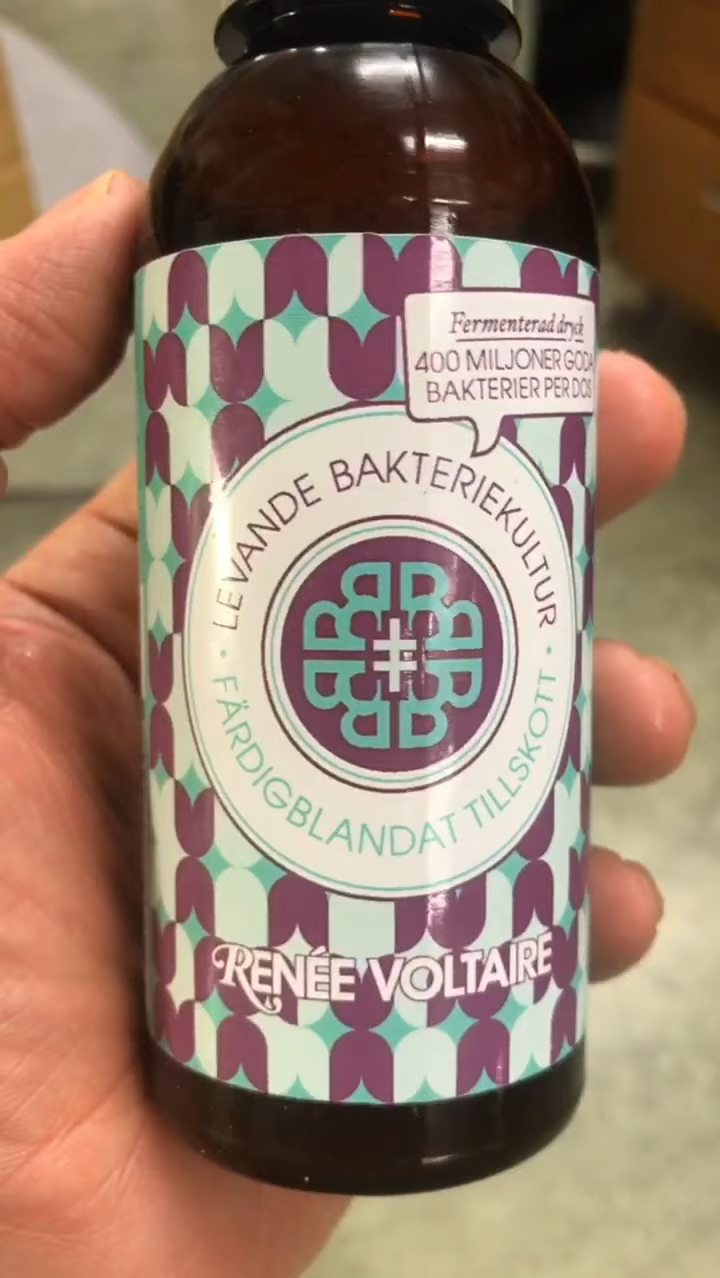 Fermenterad dryck
400 MILJONER GODA
BAKTERIER PER DOS
LEVANDE BAKTERIEKULTUR
FÄRDIGBLANDAT TILLSKOTT
RENÉE VOLTAIRE